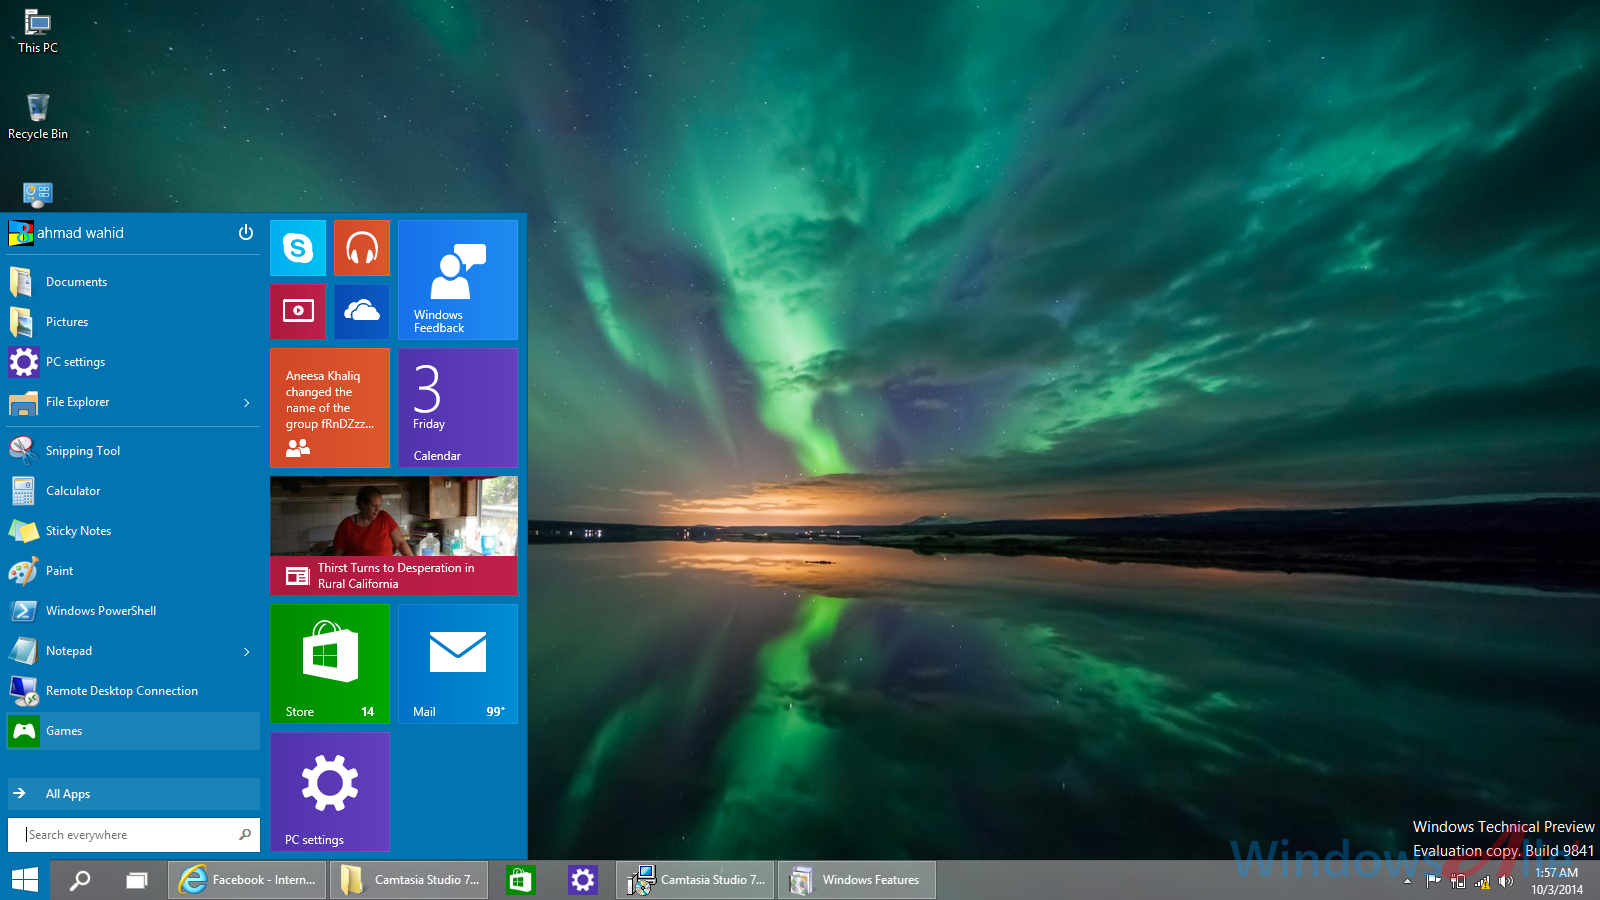 This PC
Recycle Bin
ahmad wahid
Documents
Pictures
PC settings
File Explorer
Snipping Tool
Calculator
Sticky Notes
Paint
Windows PowerShell
Notepad
Remote Desktop Connection
Games
All Apps
Search everywhere
Windows
Feedback
Aneesa Khaliq
changed the
name of the
group fRnDZzz...
3
Friday
Calendar
Thirst Turns to Desperation in
Rural California
Store 14
Mail 99+
PC settings
Windows Technical Preview
Evaluation copy. Build 9841
Facebook - Intern...
Camtasia Studio 7...
Camtasia Studio 7...
Windows Features
1:57 AM
10/3/2014